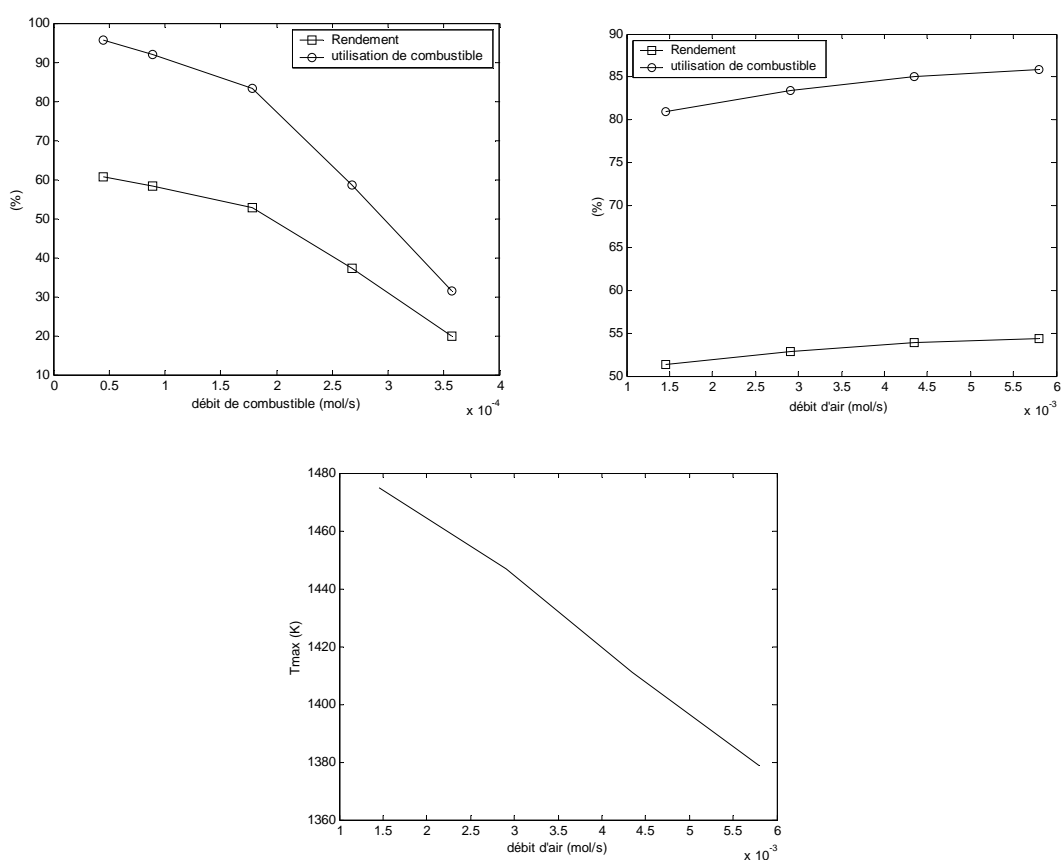 100
90
80
70
60
50
40
30
20
10
(%)
Rendement
utilisation de combustible
0 0.5 1 1.5 2 2.5 3 3.5 4
débit de combustible (mol/s)
x 10-4
90
85
80
75
70
65
60
55
50
(%)
Rendement
utilisation de combustible
1 1.5 2 2.5 3 3.5 4 4.5 5 5.5 6
débit d'air (mol/s)
x 10-3
1480
1460
1440
1420
1400
1380
1360
Tmax (K)
1 1.5 2 2.5 3 3.5 4 4.5 5 5.5 6
débit d'air (mol/s)
x 10-3